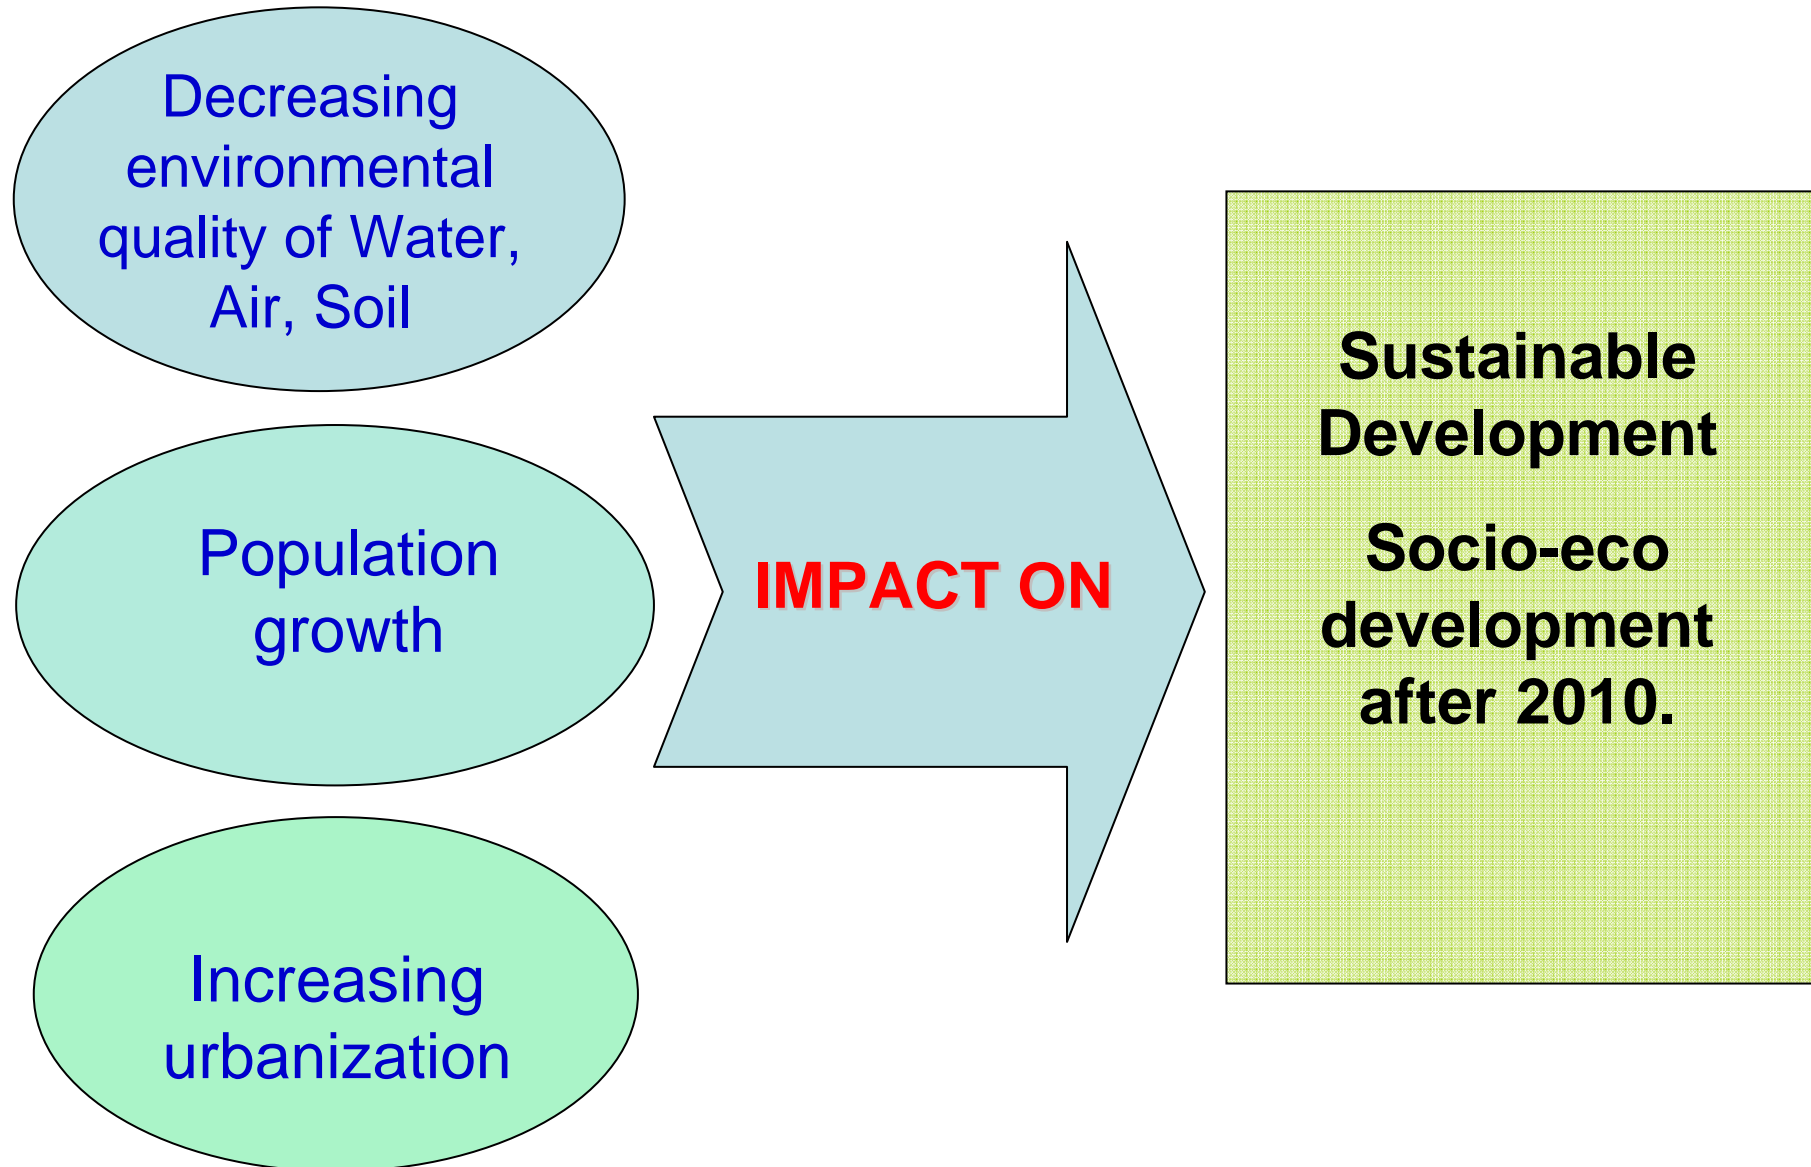 Decreasing
environmental
quality of Water,
Air, Soil
Population
growth
Increasing
urbanization
IMPACT ON
Sustainable
Development
Socio-eco
development
after 2010.